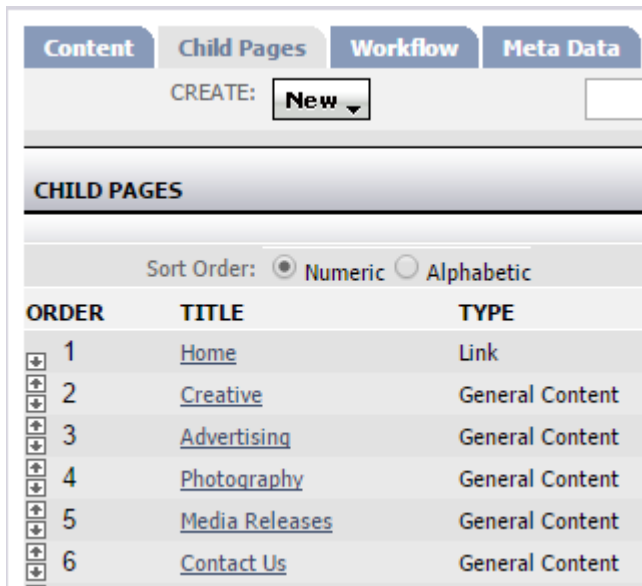 Content Child Pages Workflow Meta Data
CREATE: New
CHILD PAGES
Sort Order: Numeric Alphabetic
ORDER TITLE TYPE
1 Home Link
2 Creative General Content
3 Advertising General Content
4 Photography General Content
5 Media Releases General Content
6 Contact Us General Content